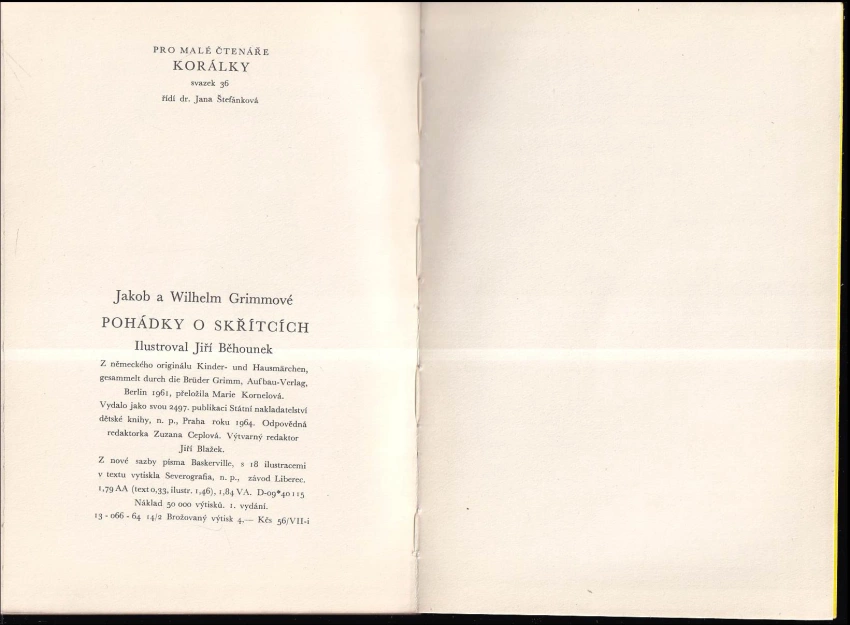 PRO MALÉ ČTENÁŘE
KORÁLKY
svazek 36
řídí dr. Jana Štefánková
Jakob a Wilhelm Grimmové
POHÁDKY O SKŘÍTCÍCH
Ilustroval Jiří Běhounek
Z německého originálu Kinder- und Hausmärchen,
gesammelt durch die Brüder Grimm, Aufbau-Verlag,
Berlin 1961, přeložila Marie Kornelová.
Vydalo jako svou 2497. publikaci Státní nakladatelství
dětské knihy, n. p., Praha roku 1964. Odpovědná
redaktorka Zuzana Ceplová. Výtvarný redaktor
Jiří Blažek.
Z nové sazby písma Baskerville, s 18 ilustracemi
v textu vytiskla Severografia, n. p., závod Liberec.
1,79 AA (text 0,33, ilustr. 1,46), 1,84 VA. D-09*40115
Náklad 50 000 výtisků. 1. vydání.
13 - 066 - 64 14/2 Brožovaný výtisk 4,— Kčs 56/VII-1